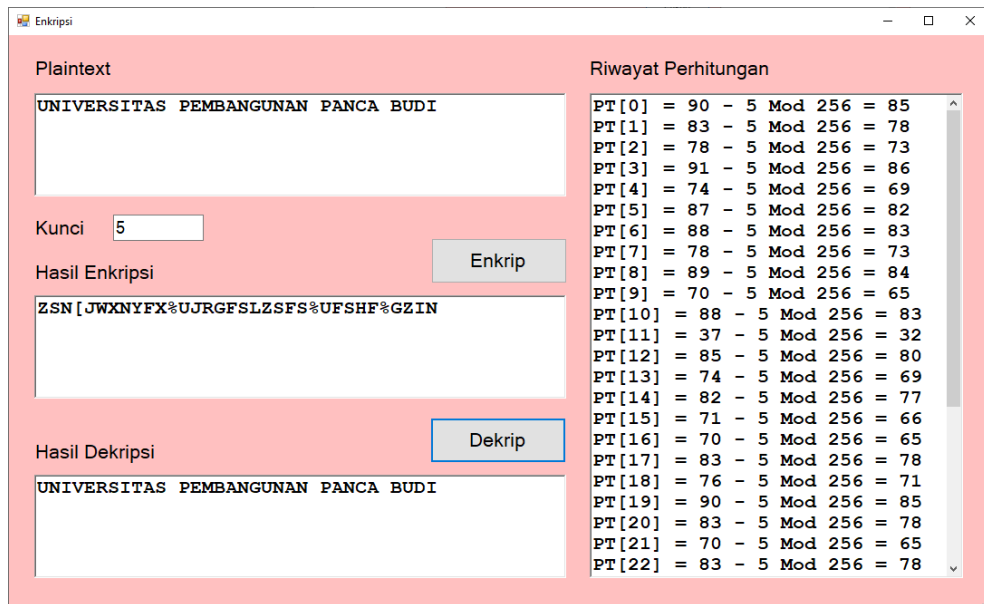 Enkripsi
Plaintext
UNIVERSITAS PEMBANGUNAN PANCA BUDI
Kunci
5
Enkrip
Hasil Enkripsi
ZSN[JWXNYFX%UJRGFSLZSFS%UFSHF%GZIN
Dekrip
Hasil Dekripsi
UNIVERSITAS PEMBANGUNAN PANCA BUDI
Riwayat Perhitungan
PT[0] = 90 - 5 Mod 256 = 85
PT[1] = 83 - 5 Mod 256 = 78
PT[2] = 78 - 5 Mod 256 = 73
PT[3] = 91 - 5 Mod 256 = 86
PT[4] = 74 - 5 Mod 256 = 69
PT[5] = 87 - 5 Mod 256 = 82
PT[6] = 88 - 5 Mod 256 = 83
PT[7] = 78 - 5 Mod 256 = 73
PT[8] = 89 - 5 Mod 256 = 84
PT[9] = 70 - 5 Mod 256 = 65
PT[10] = 88 - 5 Mod 256 = 83
PT[11] = 37 - 5 Mod 256 = 32
PT[12] = 85 - 5 Mod 256 = 80
PT[13] = 74 - 5 Mod 256 = 69
PT[14] = 82 - 5 Mod 256 = 77
PT[15] = 71 - 5 Mod 256 = 66
PT[16] = 70 - 5 Mod 256 = 65
PT[17] = 83 - 5 Mod 256 = 78
PT[18] = 76 - 5 Mod 256 = 71
PT[19] = 90 - 5 Mod 256 = 85
PT[20] = 83 - 5 Mod 256 = 78
PT[21] = 70 - 5 Mod 256 = 65
PT[22] = 83 - 5 Mod 256 = 78